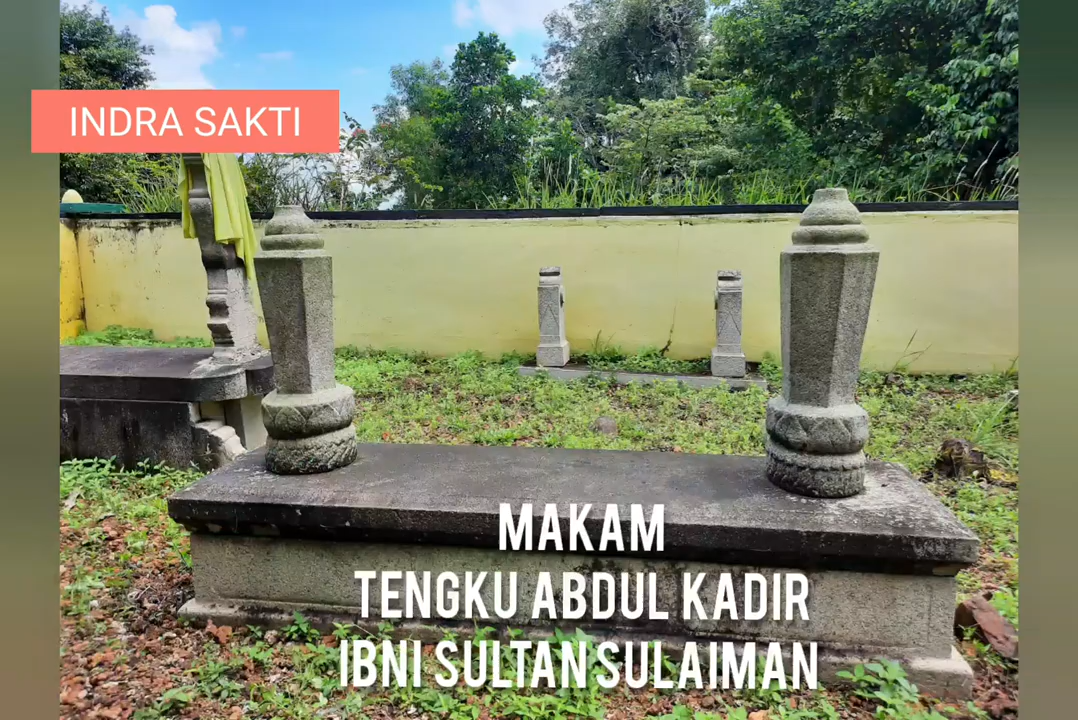 INDRA SAKTI
MAKAM
TENGKU ABDUL KADIR
IBNI SULTAN SULAIMAN